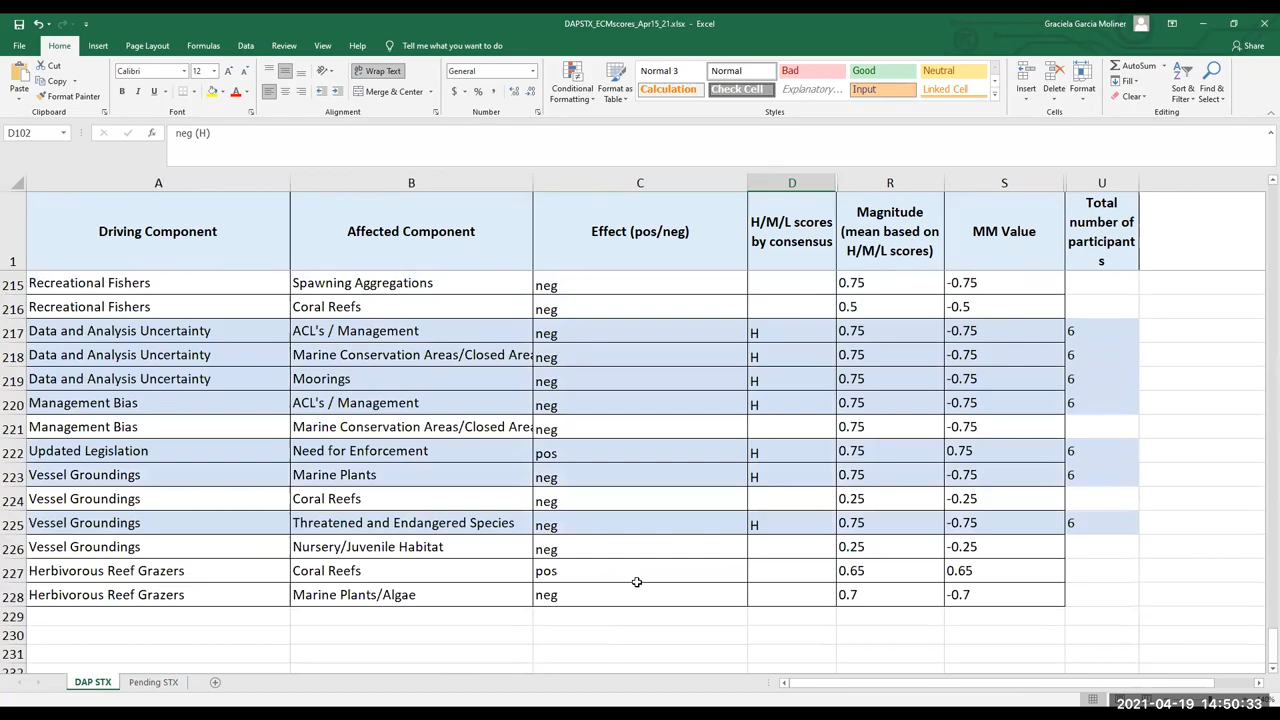 DAPSTX_ECMscores_Apr15_21.xlsx - Excel
Graciela Garcia Moliner
File Home Insert Page Layout Formulas Data Review View Help Tell me what you want to do Share
Paste Cut Copy Format Painter Clipboard
Calibri 12 B I U A Font
Wrap Text Merge & Center Alignment
General $ % , Number
Conditional Formatting Format as Table
Normal 3 Normal Bad Good Neutral
Calculation Check Cell Explanatory... Input Linked Cell
Styles
Insert Delete Format Cells
AutoSum Fill Clear Sort & Filter Find & Select Editing
D102 fx neg (H)
A B C D R S U
1 Driving Component Affected Component Effect (pos/neg) H/M/L scores by consensus Magnitude (mean based on H/M/L scores) MM Value Total number of participants
215 Recreational Fishers Spawning Aggregations neg 0.75 -0.75
216 Recreational Fishers Coral Reefs neg 0.5 -0.5
217 Data and Analysis Uncertainty ACL's / Management neg H 0.75 -0.75 6
218 Data and Analysis Uncertainty Marine Conservation Areas/Closed Area neg H 0.75 -0.75 6
219 Data and Analysis Uncertainty Moorings neg H 0.75 -0.75 6
220 Management Bias ACL's / Management neg H 0.75 -0.75 6
221 Management Bias Marine Conservation Areas/Closed Area neg 0.75 -0.75
222 Updated Legislation Need for Enforcement pos H 0.75 0.75 6
223 Vessel Groundings Marine Plants neg H 0.75 -0.75 6
224 Vessel Groundings Coral Reefs neg 0.25 -0.25
225 Vessel Groundings Threatened and Endangered Species neg H 0.75 -0.75 6
226 Vessel Groundings Nursery/Juvenile Habitat neg 0.25 -0.25
227 Herbivorous Reef Grazers Coral Reefs pos 0.65 0.65
228 Herbivorous Reef Grazers Marine Plants/Algae neg 0.7 -0.7
229
230
231
232
DAP STX Pending STX
2021-04-19 14:50:33